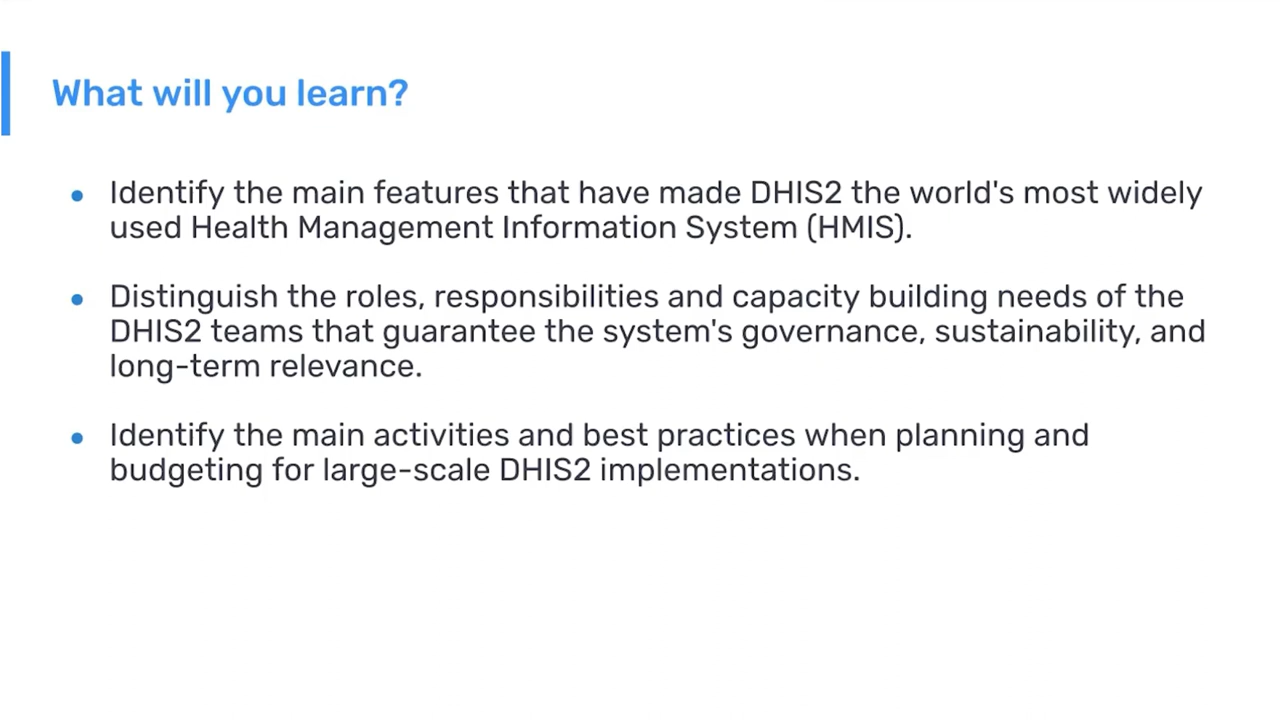 What will you learn?
• Identify the main features that have made DHIS2 the world's most widely
used Health Management Information System (HMIS).
• Distinguish the roles, responsibilities and capacity building needs of the
DHIS2 teams that guarantee the system's governance, sustainability, and
long-term relevance.
• Identify the main activities and best practices when planning and
budgeting for large-scale DHIS2 implementations.